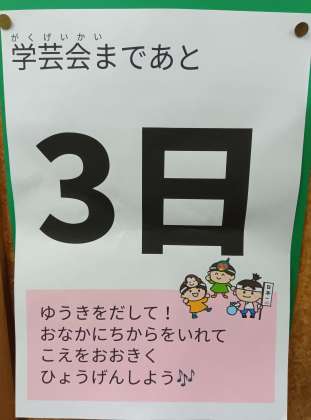 がくげいかい
学芸会まであと
3日
ゆうきをだして!
おなかにちからをいれて
こえをおおきく
ひょうげんしよう🎶